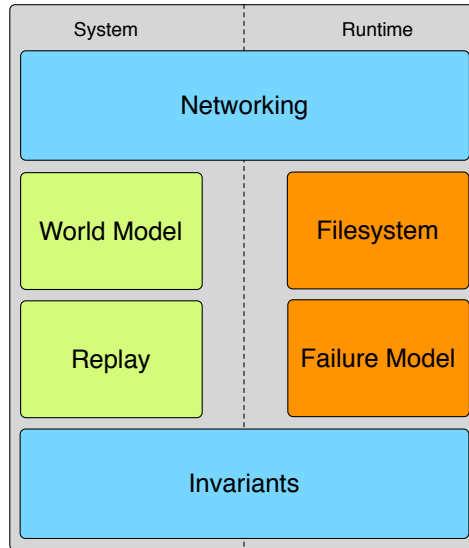 System
Runtime
Networking
World Model
Filesystem
Replay
Failure Model
Invariants